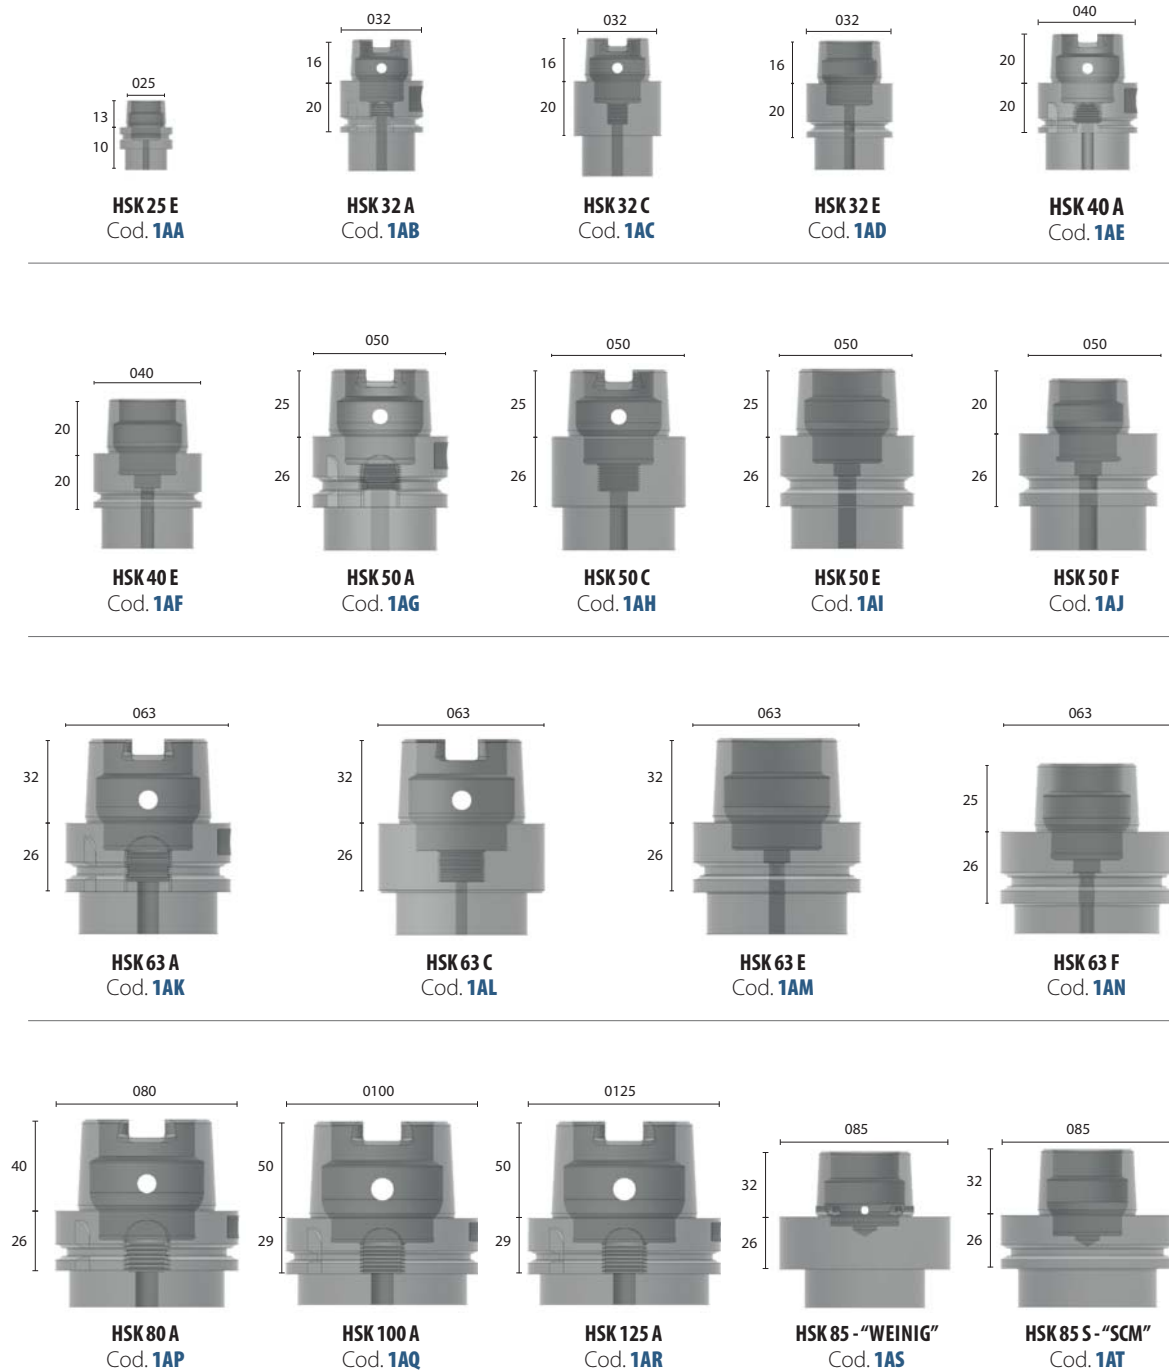 032
032
032
040
16
16
16
20
025
13
20
20
20
20
10
HSK 25 E
HSK 32 A
HSK 32 C
HSK 32 E
HSK 40 A
Cod. 1AA
Cod. 1AB
Cod. 1AC
Cod. 1AD
Cod. 1AE
040
050
050
050
050
20
25
25
25
20
20
26
26
26
26
HSK 40 E
HSK 50 A
HSK 50 C
HSK 50 E
HSK 50 F
Cod. 1AF
Cod. 1AG
Cod. 1AH
Cod. 1AI
Cod. 1AJ
063
063
063
063
32
32
32
25
26
26
26
26
HSK 63 A
HSK 63 C
HSK 63 E
HSK 63 F
Cod. 1AK
Cod. 1AL
Cod. 1AM
Cod. 1AN
080
0100
0125
085
085
40
50
50
32
32
26
29
29
26
26
HSK 80 A
HSK 100 A
HSK 125 A
HSK 85 - “WEINIG”
HSK 85 S - “SCM”
Cod. 1AP
Cod. 1AQ
Cod. 1AR
Cod. 1AS
Cod. 1AT